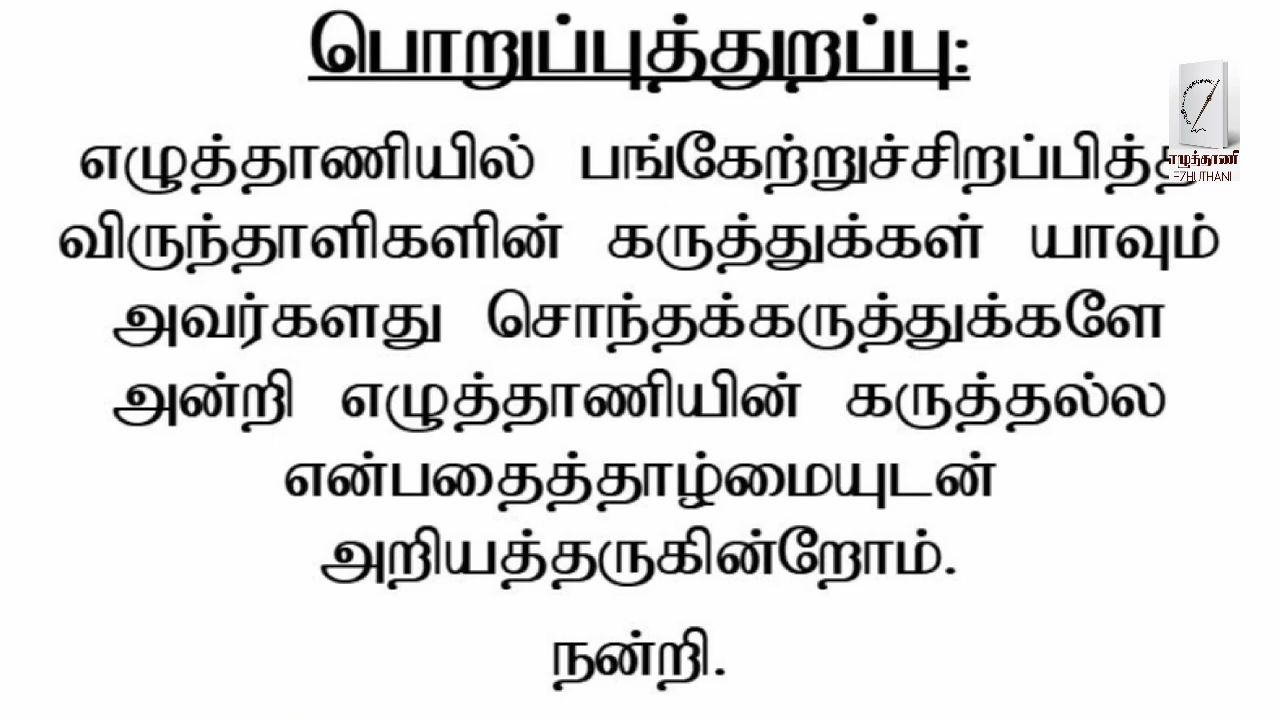 பொறுப்புத்துறப்பு:
எழுத்தாணியில் பங்கேற்றுச்சிறப்பித்த
விருந்தாளிகளின் கருத்துக்கள் யாவும்
அவர்களது சொந்தக்கருத்துக்களே
அன்றி எழுத்தாணியின் கருத்தல்ல
என்பதைத்தாழ்மையுடன்
அறியத்தருகின்றோம்.
நன்றி.
எழுத்தாணி
EZHUTHANI